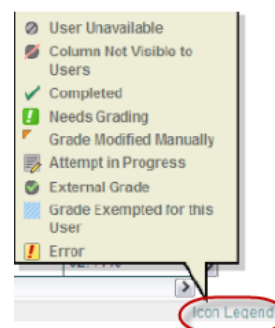 User Unavailable
Column Not Visible to
Users
Completed
Needs Grading
Grade Modified Manually
Attempt in Progress
External Grade
Grade Exempted for this
User
Error
Icon Legend